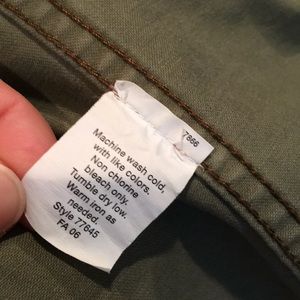 Machine wash cold,
with like colors.
Non chlorine
bleach only.
Tumble dry low.
Warm iron as
needed.
Style 77645
FA 06
7866